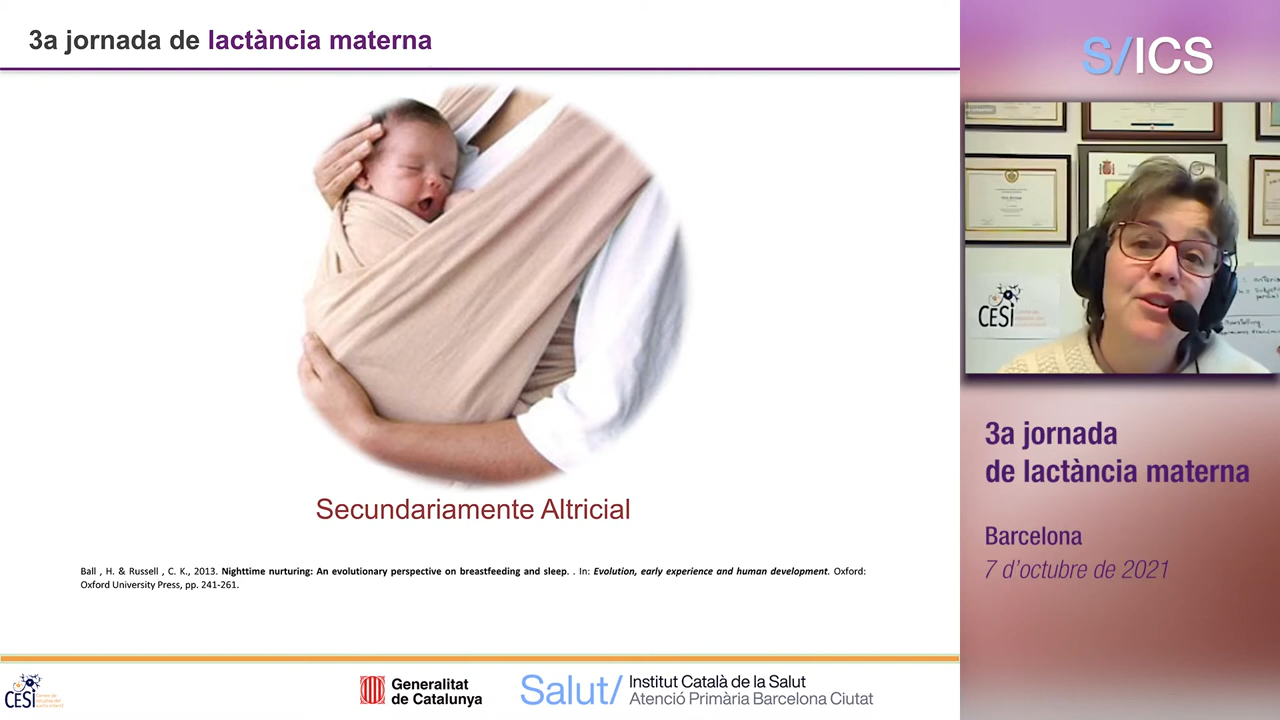 3a jornada de lactància materna
Secundariamente Altricial
Ball , H. & Russell , C. K., 2013. Nighttime nurturing: An evolutionary perspective on breastfeeding and sleep. . In: Evolution, early experience and human development. Oxford:
Oxford University Press, pp. 241-261.
CESi
Generalitat
de Catalunya
Salut/
Institut Català de la Salut
Atenció Primària Barcelona Ciutat
S/ICS
CESi
3a jornada
de lactància materna
Barcelona
7 d'octubre de 2021